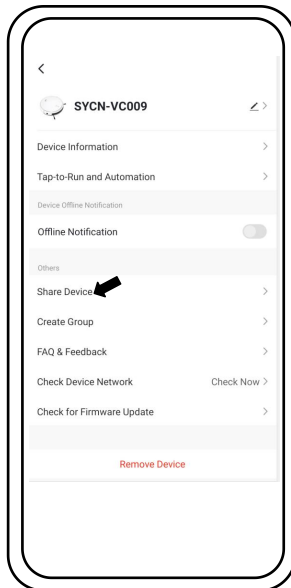 SYCN-VC009
Device Information
Tap-to-Run and Automation
Device Offline Notification
Offline Notification
Others
Share Device
Create Group
FAQ & Feedback
Check Device Network Check Now
Check for Firmware Update
Remove Device